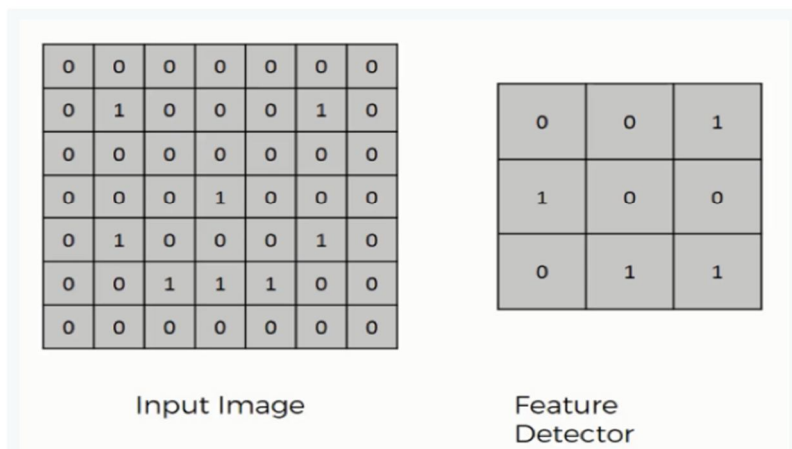 0 0 0 0 0 0 0
0 1 0 0 0 1 0
0 0 0 0 0 0 0
0 0 0 1 0 0 0
0 1 0 0 0 1 0
0 0 1 1 1 0 0
0 0 0 0 0 0 0
Input Image
0 0 1
1 0 0
0 1 1
Feature
Detector